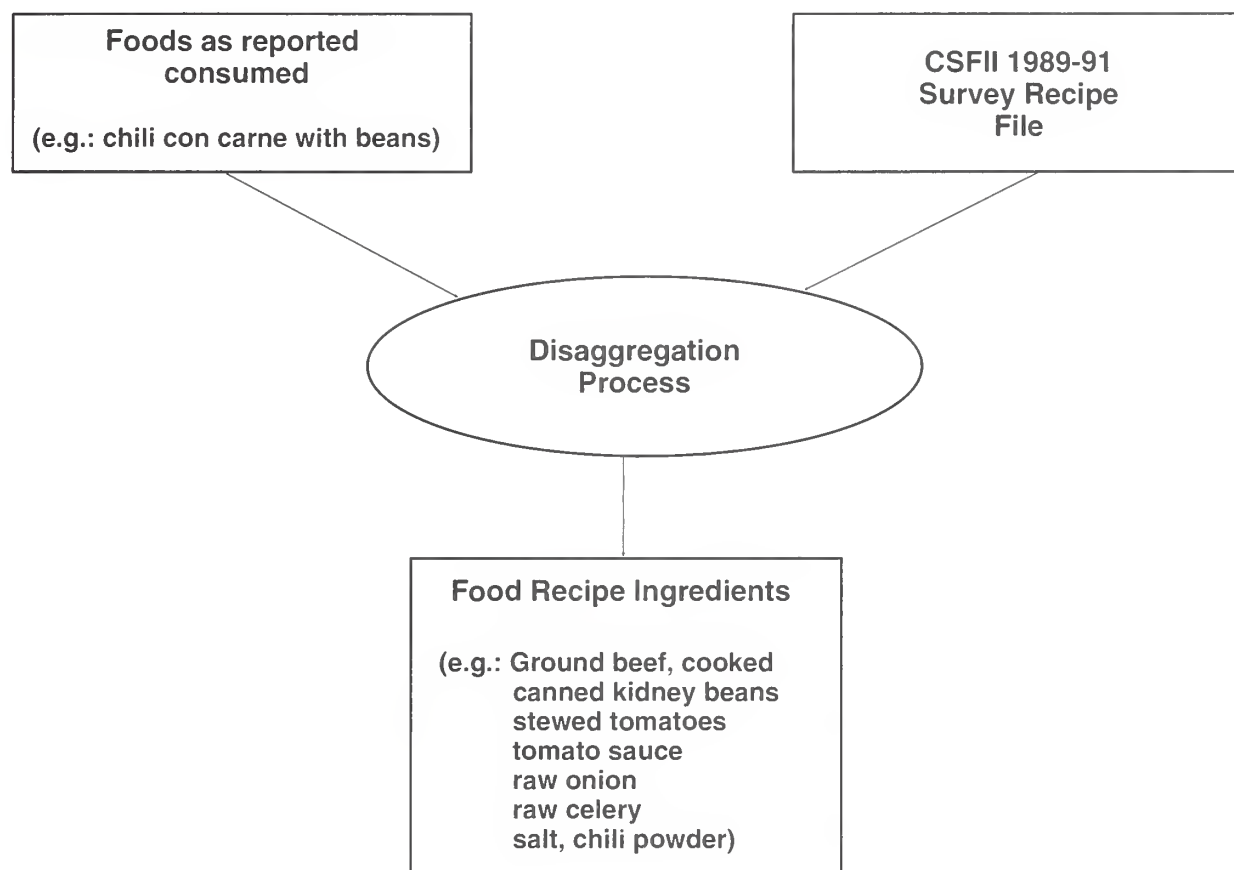 Foods as reported
consumed
(e.g.: chili con carne with beans)
CSFII 1989-91
Survey Recipe
File
Disaggregation
Process
Food Recipe Ingredients
(e.g.: Ground beef, cooked
canned kidney beans
stewed tomatoes
tomato sauce
raw onion
raw celery
salt, chili powder)